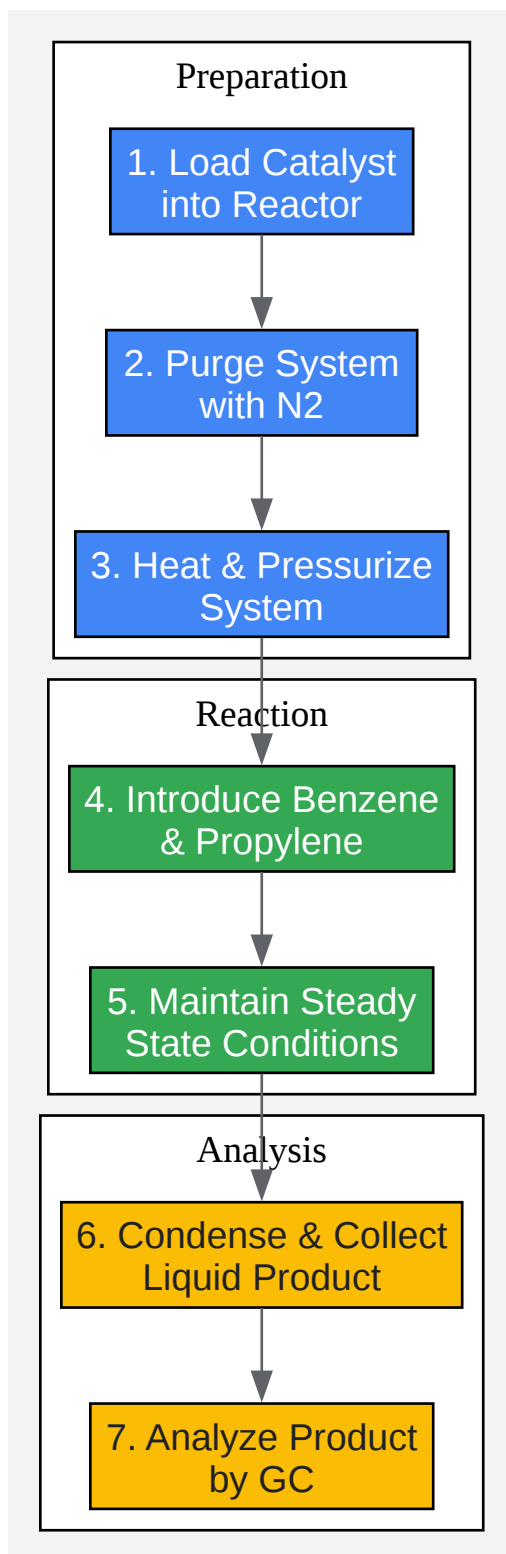 Preparation
1. Load Catalyst
into Reactor
2. Purge System
with N2
3. Heat & Pressurize
System
Reaction
4. Introduce Benzene
& Propylene
5. Maintain Steady
State Conditions
Analysis
6. Condense & Collect
Liquid Product
7. Analyze Product
by GC